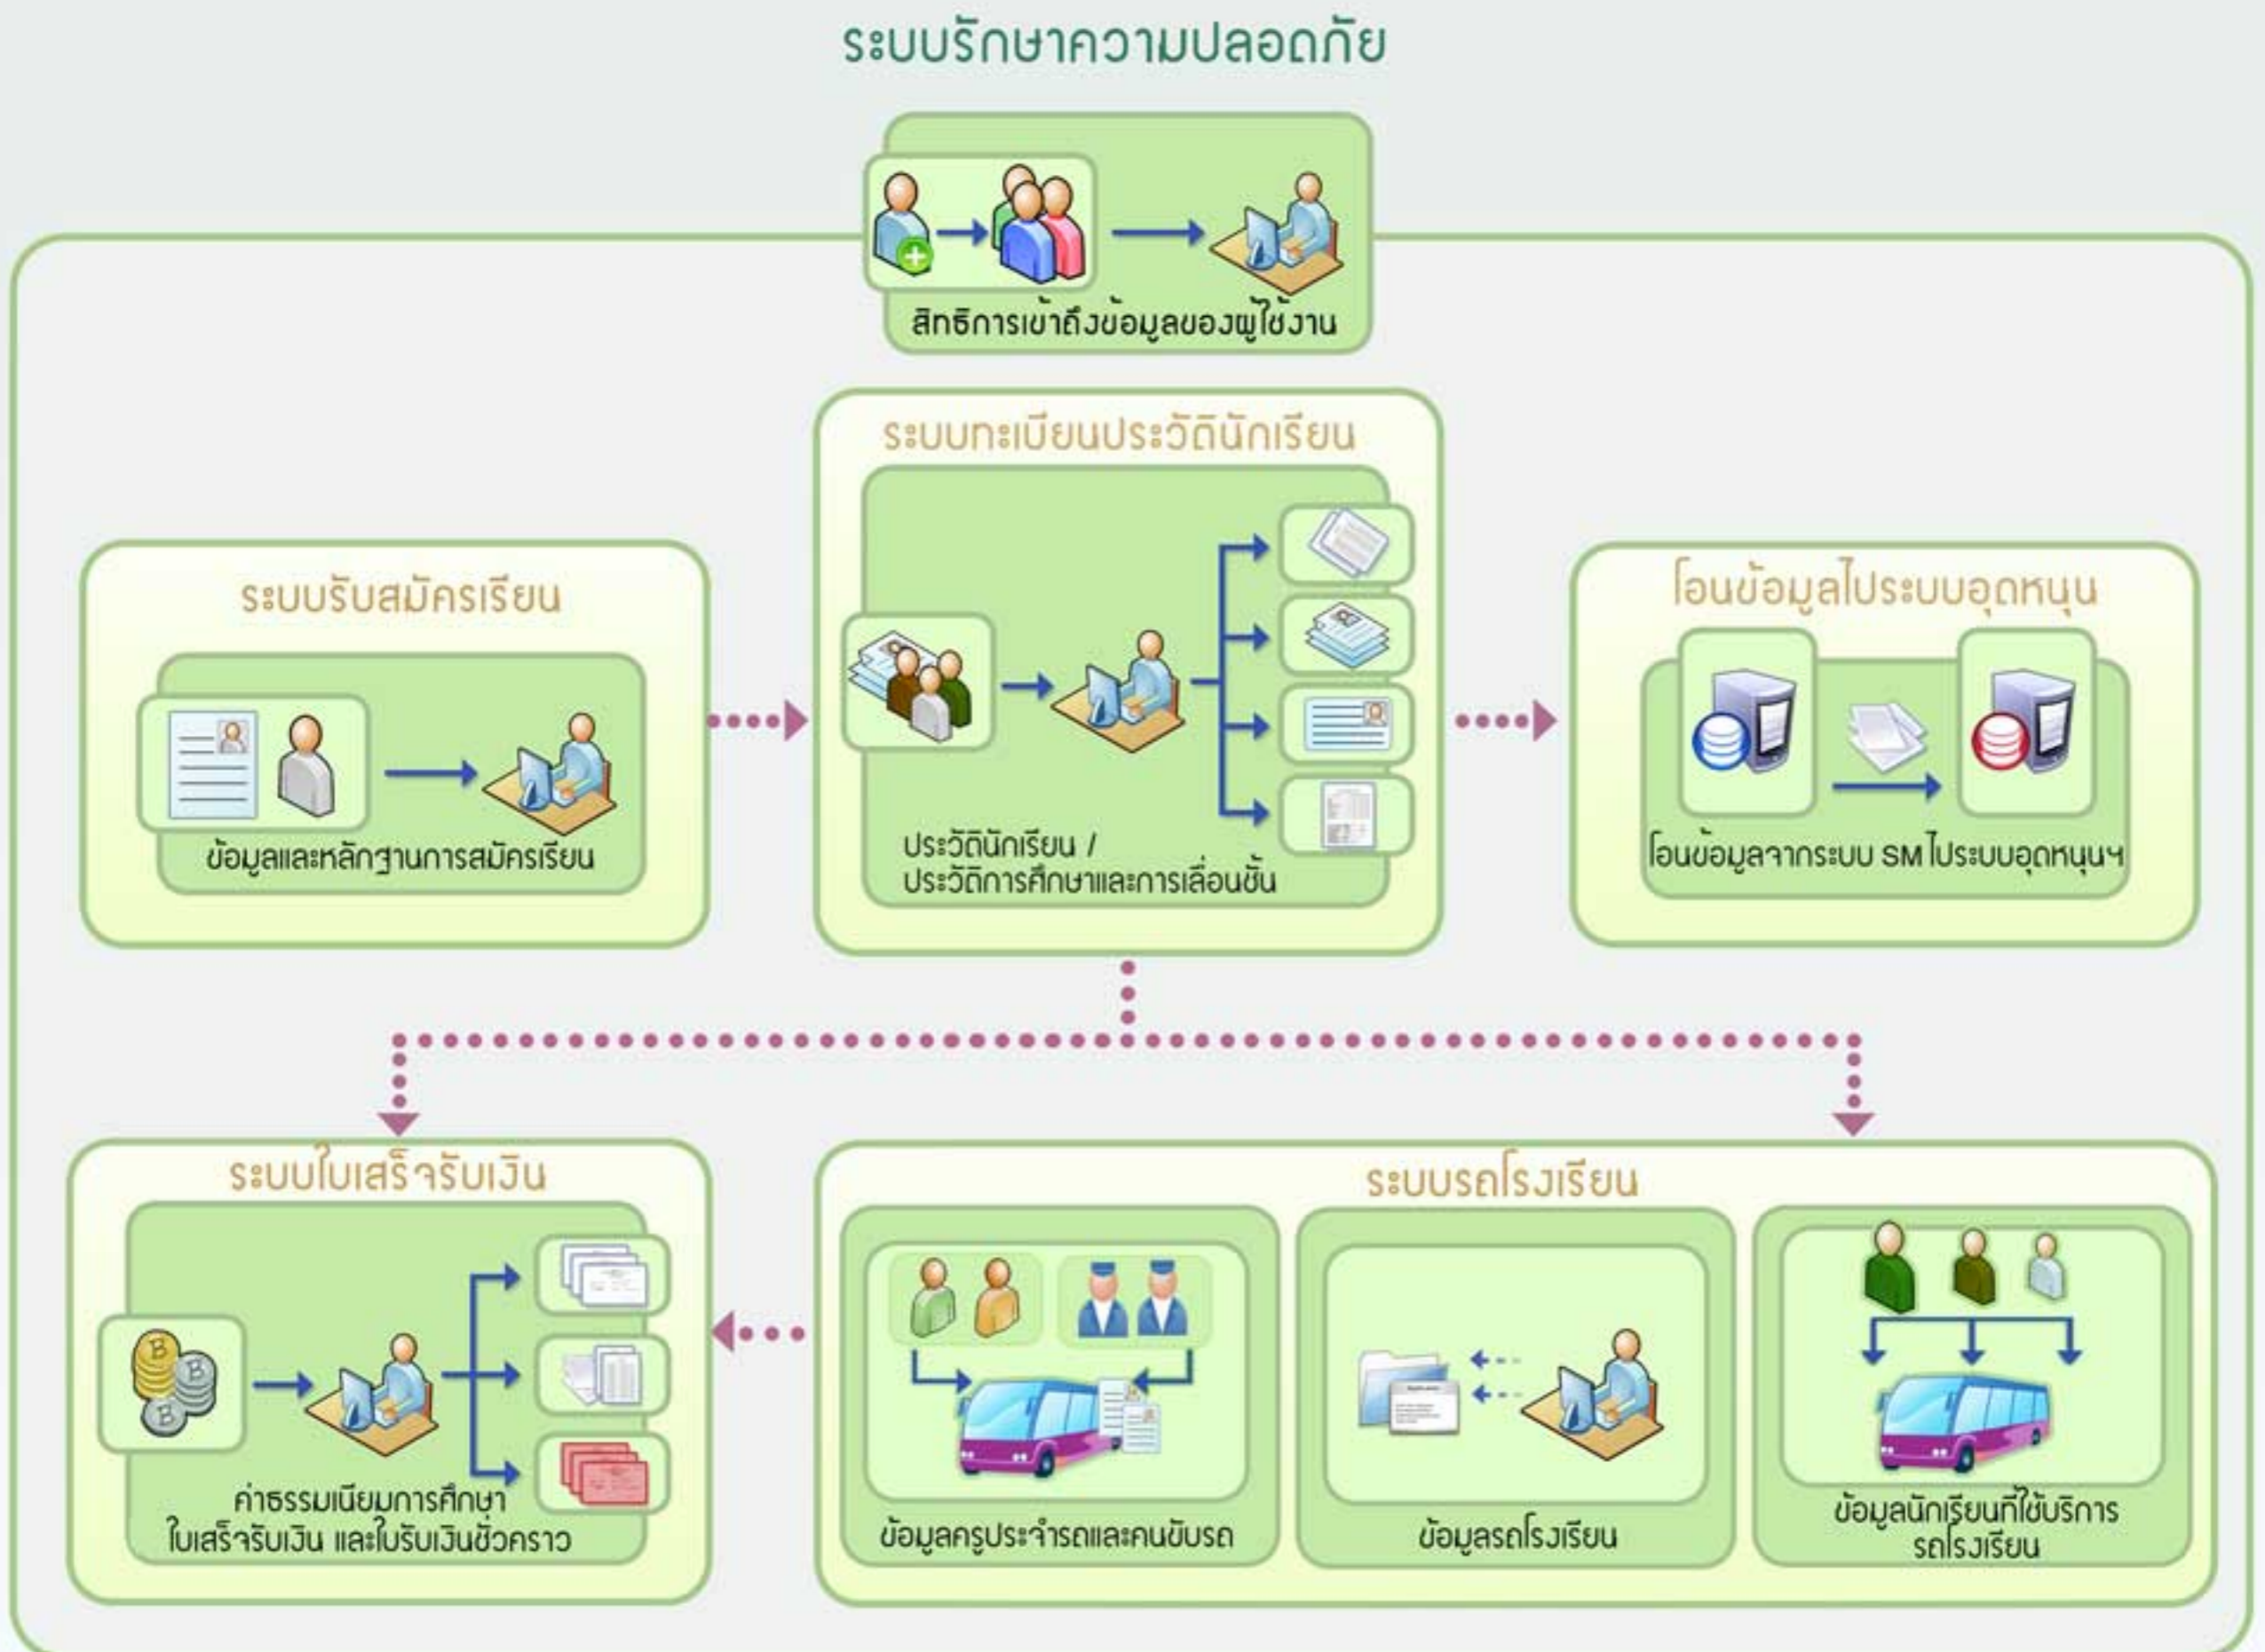 ระบบรักษาความปลอดภัย
สิทธิการเข้าถึงข้อมูลของผู้ใช้งาน
ระบบทะเบียนประวัตินักเรียน
ประวัตินักเรียน /
ประวัติการศึกษาและการเลื่อนชั้น
ระบบรับสมัครเรียน
ข้อมูลและหลักฐานการสมัครเรียน
โอนข้อมูลไประบบอุดหนุน
โอนข้อมูลจากระบบ SM ไประบบอุดหนุนฯ
ระบบใบเสร็จรับเงิน
ค่าธรรมเนียมการศึกษา
ใบเสร็จรับเงิน และใบรับเงินชั่วคราว
ระบบรถโรงเรียน
ข้อมูลครูประจำรถและคนขับรถ
ข้อมูลรถโรงเรียน
ข้อมูลนักเรียนที่ใช้บริการ
รถโรงเรียน